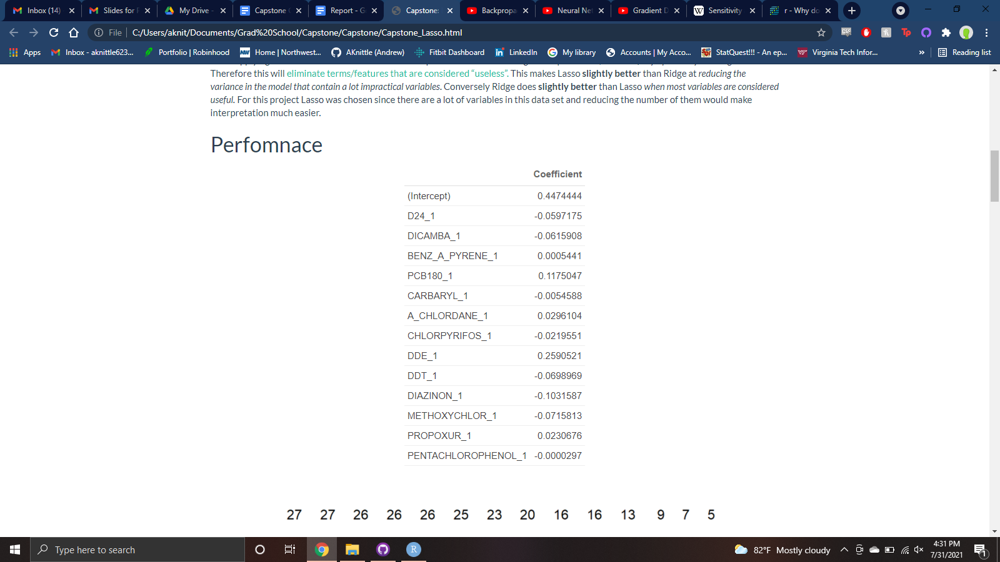 Inbox (14)
Slides for
My Drive -
Capstone
Report - G
Capstone:
Backpropa
Neural Net
Gradient D
Sensitivity
r - Why do
File
C:/Users/aknit/Documents/Grad%20School/Capstone/Capstone/Capstone_Lasso.html
Apps
Inbox - aknittle623...
Portfolio | Robinhood
Home | Northwest...
AKnittle (Andrew)
Fitbit Dashboard
LinkedIn
My library
Accounts | My Acco...
StatQuest!!! - An ep...
Virginia Tech Infor...
»
Reading list
Therefore this will eliminate terms/features that are considered “useless”. This makes Lasso slightly better than Ridge at reducing the
variance in the model that contain a lot impractical variables. Conversely Ridge does slightly better than Lasso when most variables are considered
useful. For this project Lasso was chosen since there are a lot of variables in this data set and reducing the number of them would make
interpretation much easier.
Perfomnace
Coefficient
(Intercept) 0.4474444
D24_1 -0.0597175
DICAMBA_1 -0.0615908
BENZ_A_PYRENE_1 0.0005441
PCB180_1 0.1175047
CARBARYL_1 -0.0054588
A_CHLORDANE_1 0.0296104
CHLORPYRIFOS_1 -0.0219551
DDE_1 0.2590521
DDT_1 -0.0698969
DIAZINON_1 -0.1031587
METHOXYCHLOR_1 -0.0715813
PROPOXUR_1 0.0230676
PENTACHLOROPHENOL_1 -0.0000297
27 27 26 26 26 25 23 20 16 16 13 9 7 5
Type here to search
82°F Mostly cloudy
4:31 PM
7/31/2021
1